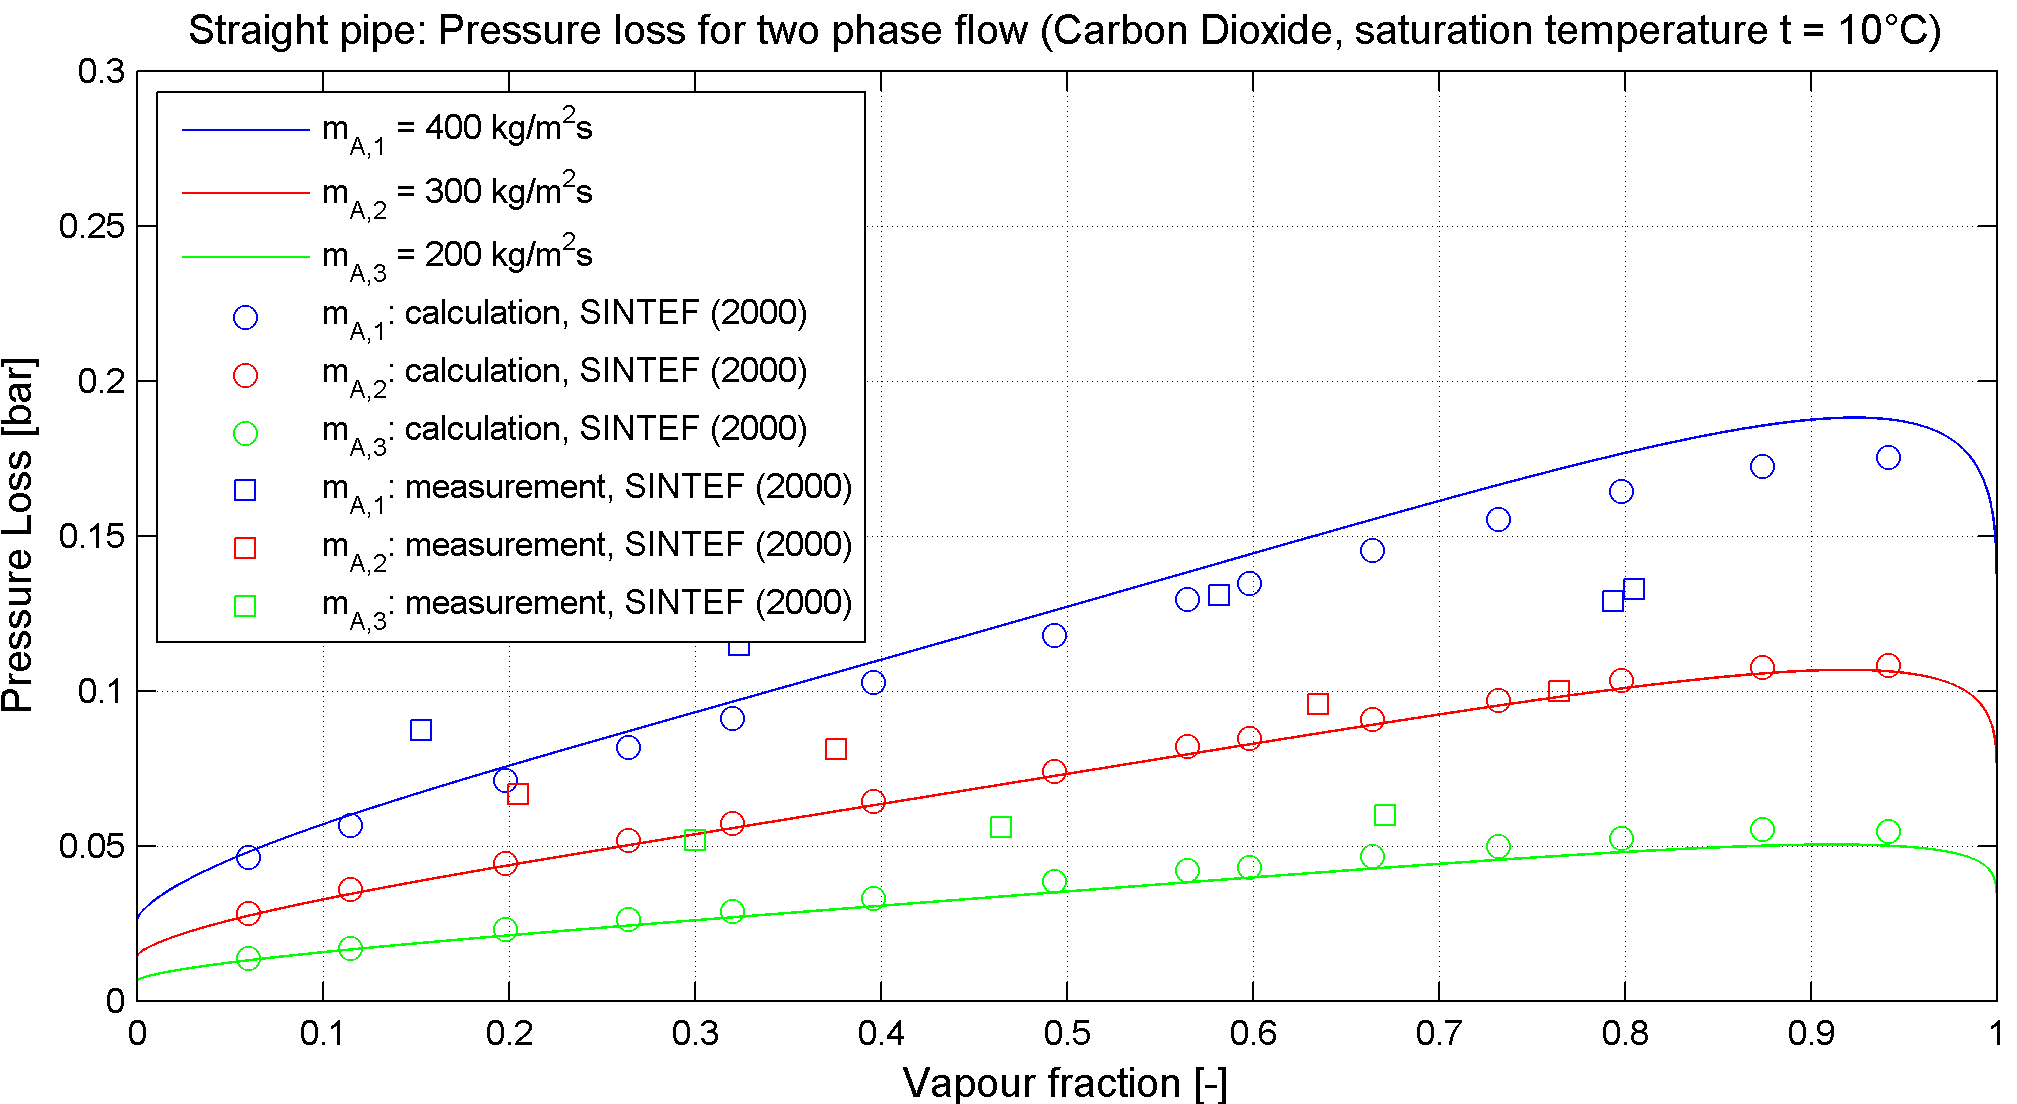 Straight pipe: Pressure loss for two phase flow (Carbon Dioxide, saturation temperature t = 10°C)
0.3
0.25
0.2
0.15
0.1
0.05
0
Pressure Loss [bar]
m_A,1 = 400 kg/m²s
m_A,2 = 300 kg/m²s
m_A,3 = 200 kg/m²s
m_A,1: calculation, SINTEF (2000)
m_A,2: calculation, SINTEF (2000)
m_A,3: calculation, SINTEF (2000)
m_A,1: measurement, SINTEF (2000)
m_A,2: measurement, SINTEF (2000)
m_A,3: measurement, SINTEF (2000)
0 0.1 0.2 0.3 0.4 0.5 0.6 0.7 0.8 0.9 1
Vapour fraction [-]